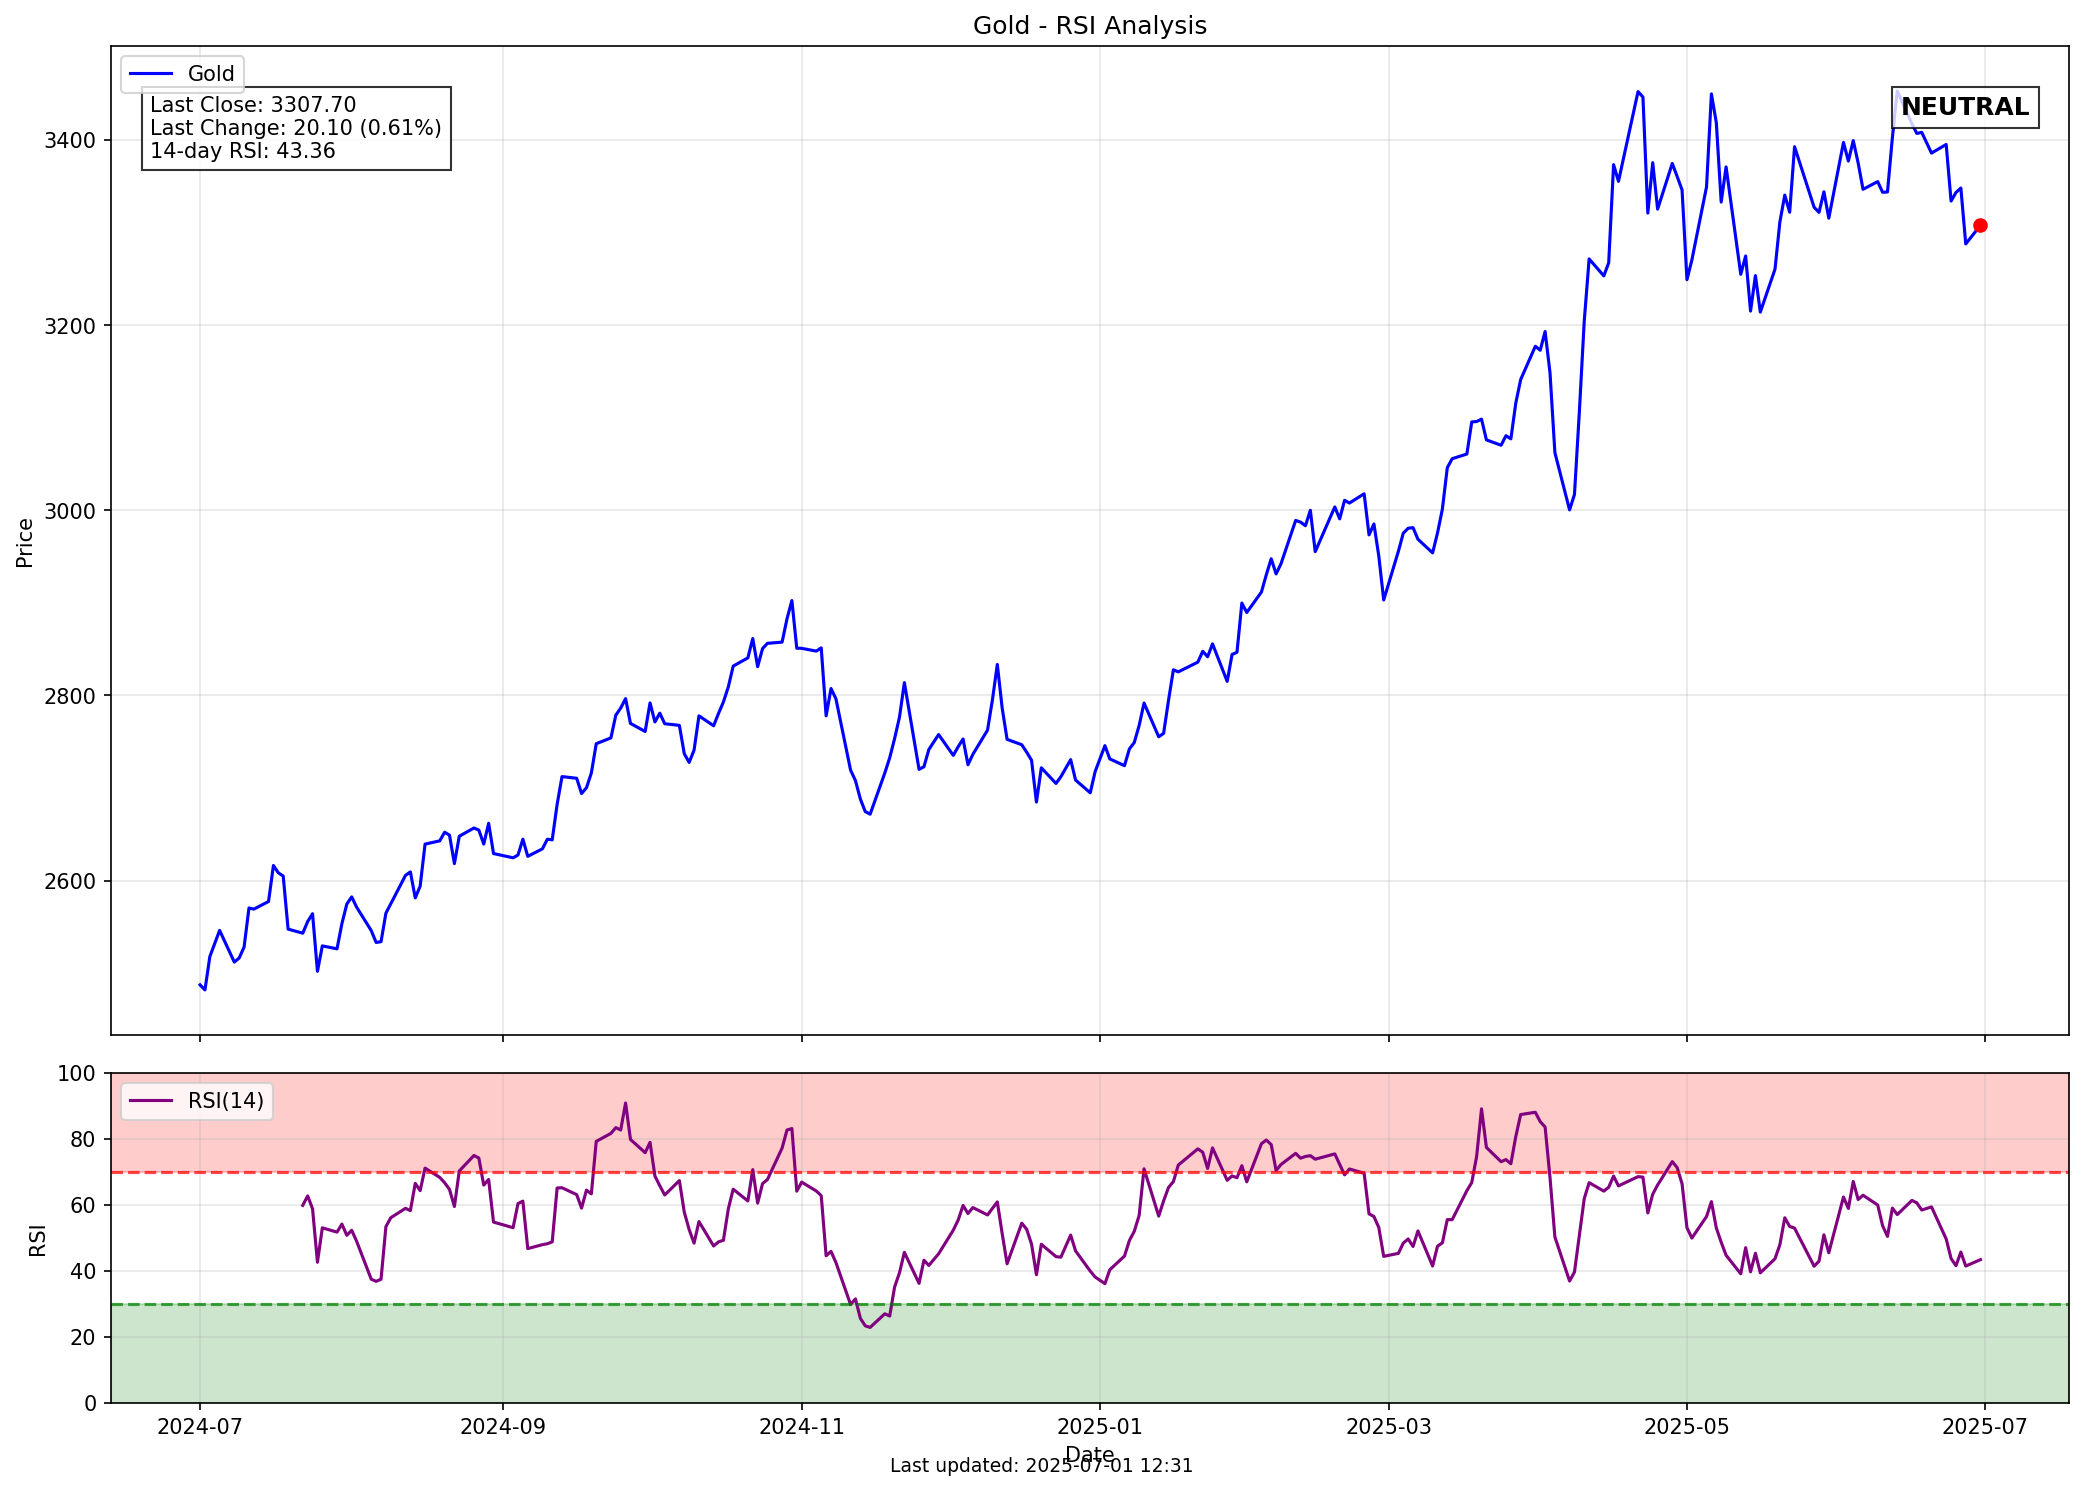 Gold - RSI Analysis
Gold
Last Close: 3307.70
Last Change: 20.10 (0.61%)
14-day RSI: 43.36
NEUTRAL
3400
3200
3000
2800
2600
Price
RSI(14)
100
80
60
40
20
0
RSI
2024-07
2024-09
2024-11
2025-01
2025-03
2025-05
2025-07
Date
Last updated: 2025-07-01 12:31